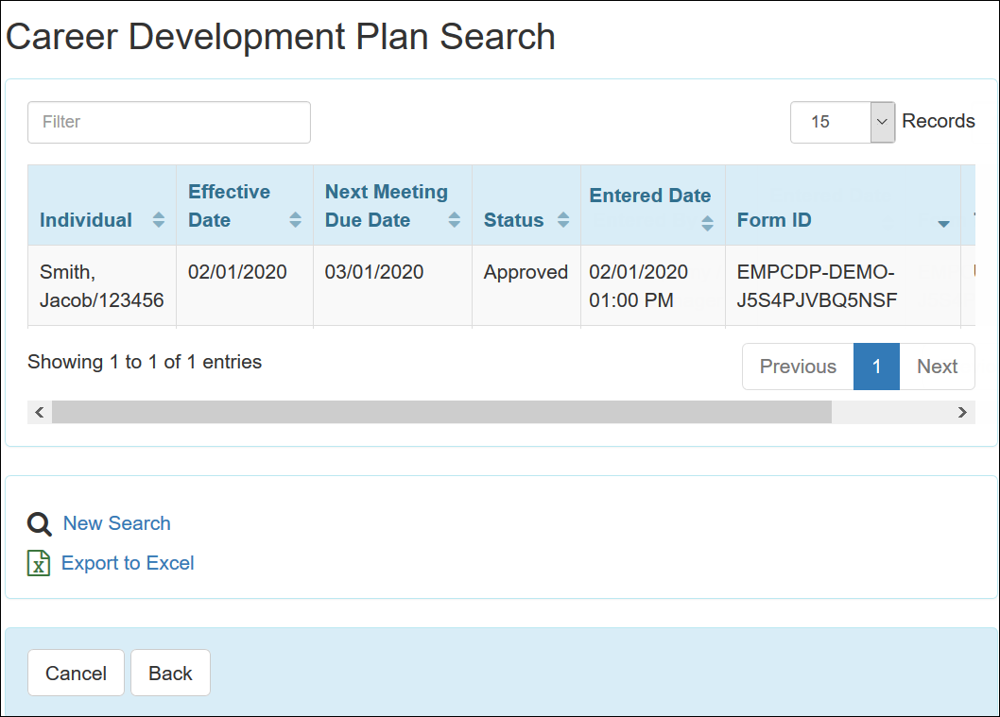 Career Development Plan Search
Filter
15 Records
Individual
Effective
Date
Next Meeting
Due Date
Status
Entered Date
Form ID
Smith,
Jacob/123456
02/01/2020
03/01/2020
Approved
02/01/2020
01:00 PM
EMPCDP-DEMO-
J5S4PJVBQ5NSF
Showing 1 to 1 of 1 entries
Previous 1 Next
New Search
Export to Excel
Cancel Back